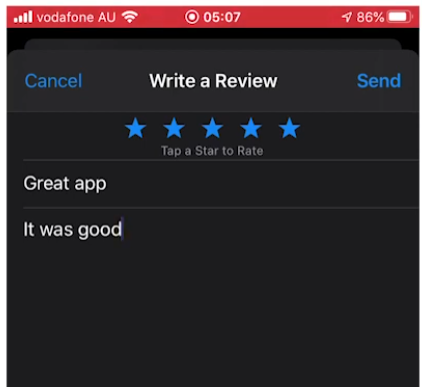 vodafone AU 05:07 86%
Cancel Write a Review Send
Tap a Star to Rate
Great app
It was good